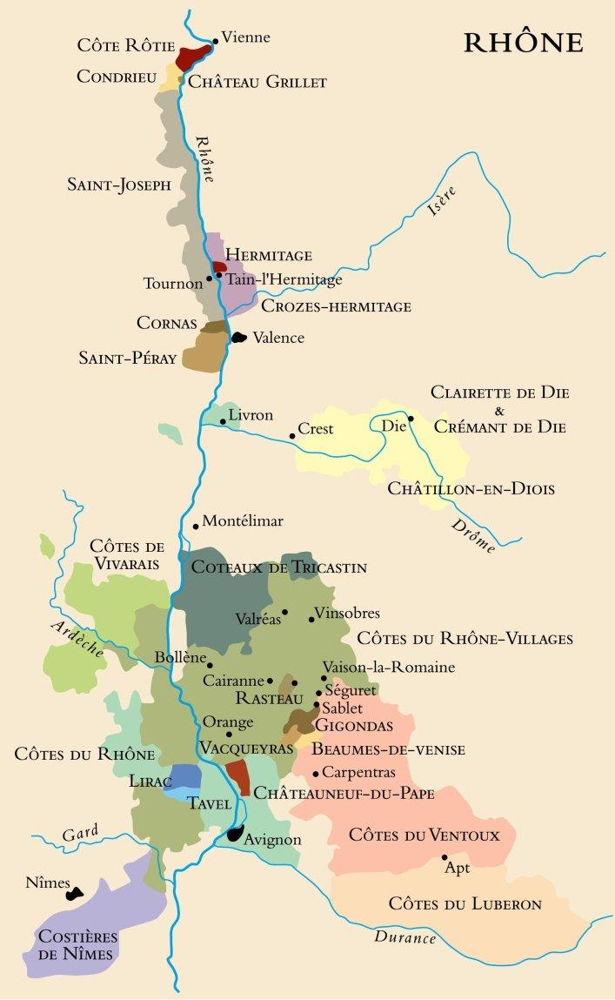 RHÔNE
Vienne
CÔTE RÔTIE
CONDRIEU
CHÂTEAU GRILLET
Rhône
SAINT-JOSEPH
Isère
HERMITAGE
Tain-l'Hermitage
Tournon
CROZES-HERMITAGE
CORNAS
Valence
SAINT-PÉRAY
CLAIRETTE DE DIE
&
CRÉMANT DE DIE
Livron
Crest
Die
CHÂTILLON-EN-DIOIS
Drôme
Montélimar
CÔTES DE
VIVARAIS
COTEAUX DE TRICASTIN
Valréas
Vinsobres
Ardèche
CÔTES DU RHÔNE-VILLAGES
Bollène
Vaison-la-Romaine
Cairanne
Séguret
RASTEAU
Sablet
Orange
GIGONDAS
VACQUEYRAS
BEAUMES-DE-VENISE
CÔTES DU RHÔNE
Carpentras
LIRAC
CHÂTEAUNEUF-DU-PAPE
TAVEL
Gard
Avignon
CÔTES DU VENTOUX
Apt
Nîmes
CÔTES DU LUBERON
Durance
COSTIÈRES
DE NÎMES